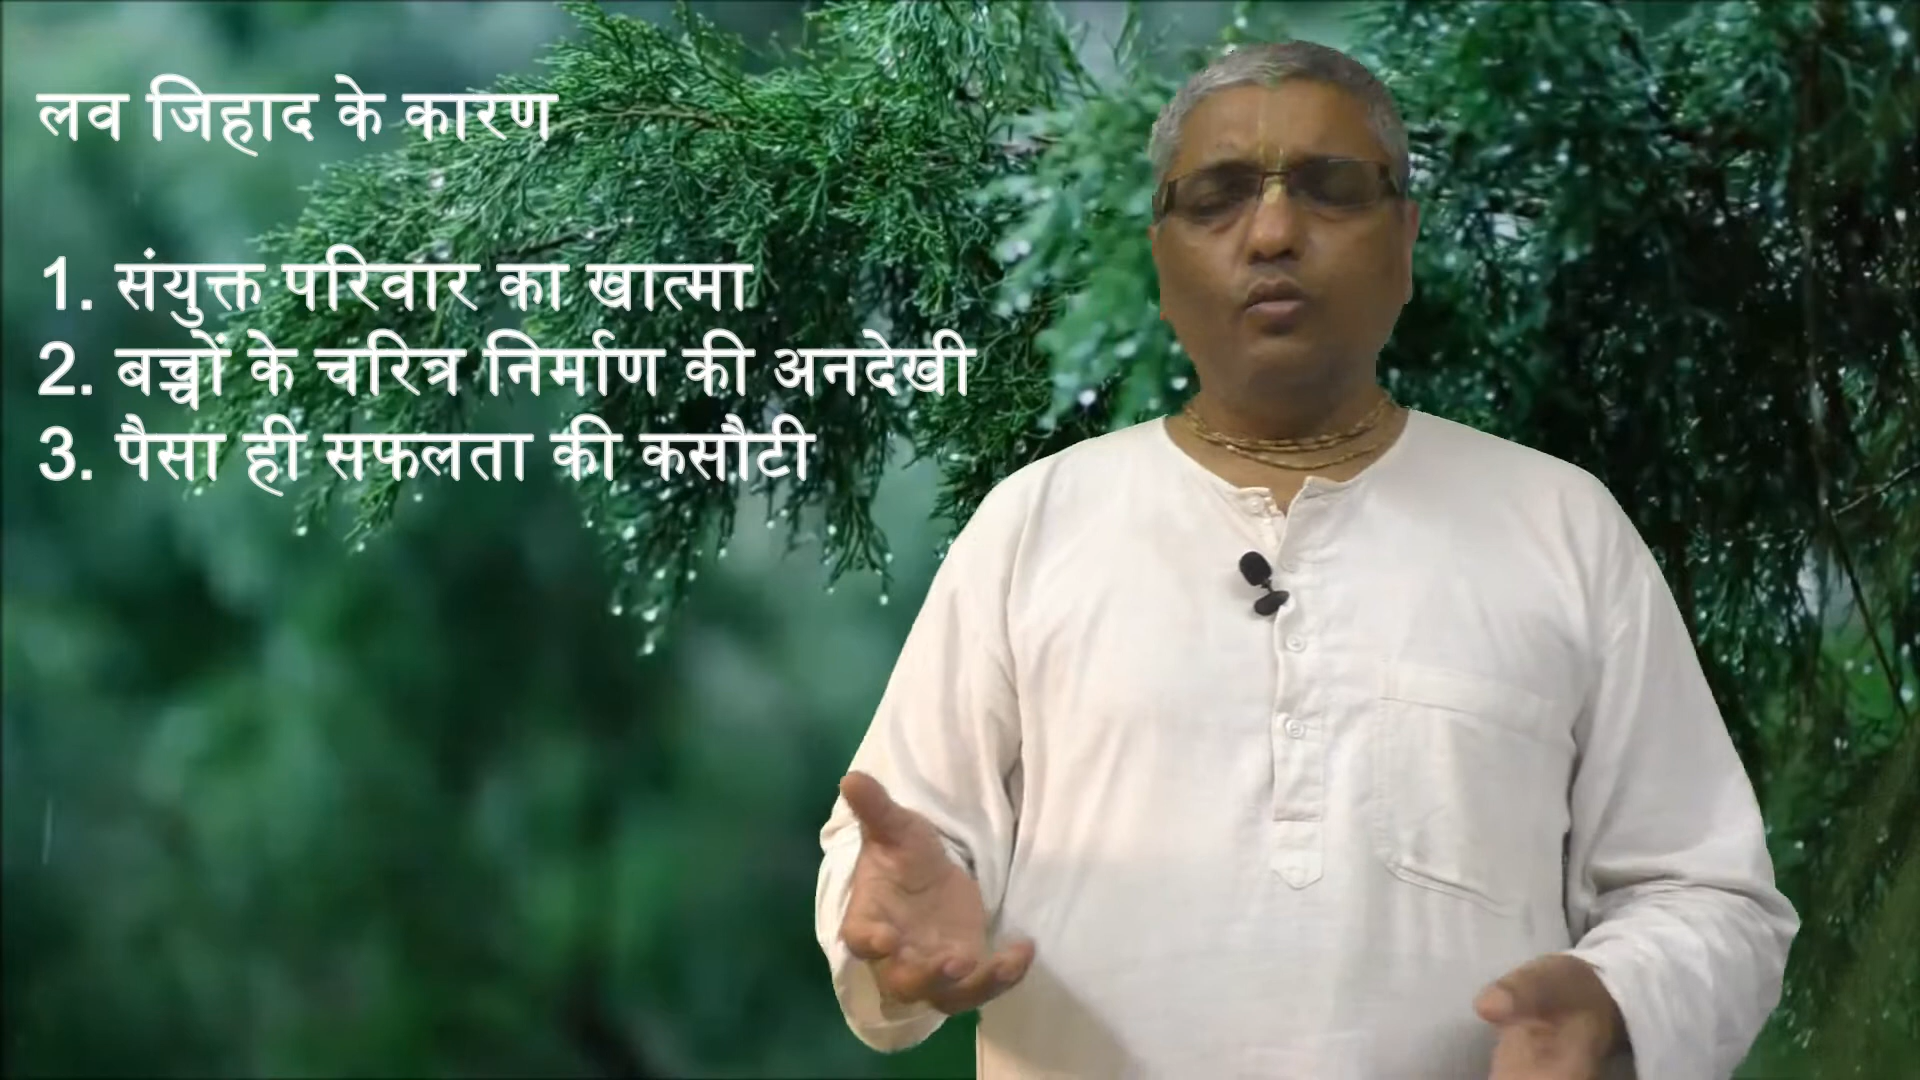 लव जिहाद के कारण
1. संयुक्त परिवार का खात्मा
2. बच्चों के चरित्र निर्माण की अनदेखी
3. पैसा ही सफलता की कसौटी